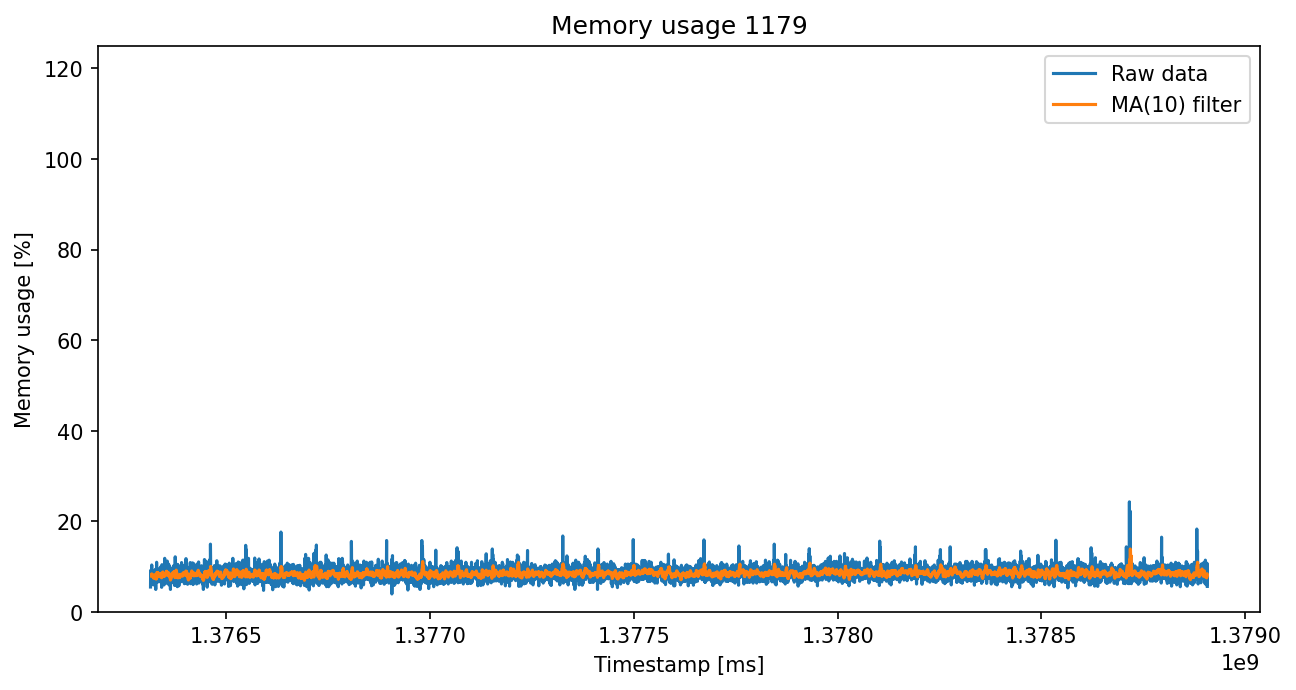 Memory usage 1179
Raw data
MA(10) filter
Memory usage [%]
120
100
80
60
40
20
0
1.3765 1.3770 1.3775 1.3780 1.3785 1.3790
1e9
Timestamp [ms]